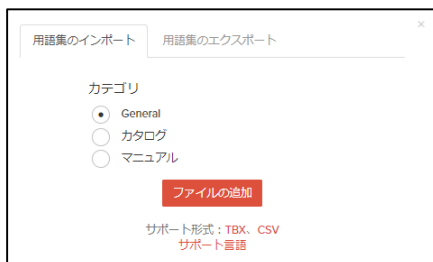 用語集のインポート
用語集のエクスポート
×
カテゴリ
General
カタログ
マニュアル
ファイルの追加
サポート形式：TBX、CSV
サポート言語